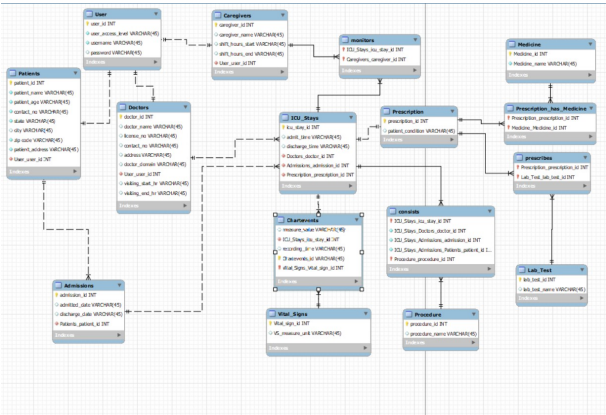 User
user_id INT
user_access_level VARCHAR(45)
username VARCHAR(45)
password VARCHAR(45)
Indexes
Caregivers
caregiver_id INT
caregiver_name VARCHAR(45)
shift_hours_start VARCHAR(45)
shift_hours_end VARCHAR(45)
User_user_id INT
Indexes
monitors
ICU_Stays_icu_stay_id INT
Caregivers_caregiver_id INT
Indexes
Medicine
Medicine_id INT
Medicine_name VARCHAR(45)
Indexes
Patients
patient_id INT
patient_name VARCHAR(45)
patient_age VARCHAR(45)
contact_no VARCHAR(45)
state VARCHAR(45)
city VARCHAR(45)
zip-code VARCHAR(45)
patient_address VARCHAR(45)
User_user_id INT
Indexes
Doctors
doctor_id INT
doctor_name VARCHAR(45)
license_no VARCHAR(45)
contact_no VARCHAR(45)
address VARCHAR(45)
doctor_domain VARCHAR(45)
User_user_id INT
visiting_start_hr VARCHAR(45)
visiting_end_hr VARCHAR(45)
Indexes
ICU_Stays
icu_stay_id INT
admit_time VARCHAR(45)
discharge_time VARCHAR(45)
Doctors_doctor_id INT
Admissions_admission_id INT
Prescription_prescription_id INT
Indexes
Prescription
prescription_id INT
patient_condition VARCHAR(45)
Indexes
Prescription_has_Medicine
Prescription_prescription_id INT
Medicine_Medicine_id INT
Indexes
prescribes
Prescription_prescription_id INT
Lab_Test_lab_test_id INT
Indexes
Chartevents
measure_value VARCHAR(45)
ICU_Stays_icu_stay_id INT
recording_time VARCHAR(45)
Chartevents_id VARCHAR(45)
Vital_Signs_Vital_sign_id INT
Indexes
consists
ICU_Stays_icu_stay_id INT
ICU_Stays_Doctors_doctor_id INT
ICU_Stays_Admissions_admission_id INT
ICU_Stays_Admissions_Patients_patient_id I...
Procedure_procedure_id INT
Indexes
Lab_Test
lab_test_id INT
lab_test_name VARCHAR(45)
Indexes
Admissions
admission_id INT
admitted_date VARCHAR(45)
discharge_date VARCHAR(45)
Patients_patient_id INT
Indexes
Vital_Signs
Vital_sign_id INT
VS_measure_unit VARCHAR(45)
Indexes
Procedure
procedure_id INT
procedure_name VARCHAR(45)
Indexes